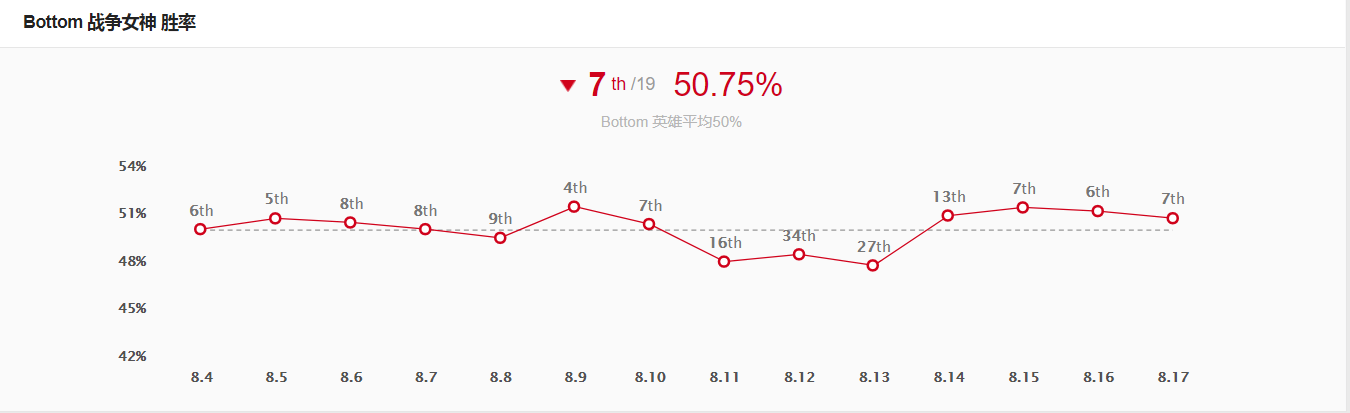 Bottom 战争女神 胜率
7 th /19 50.75%
Bottom 英雄平均50%
54%
51%
48%
45%
42%
6th 5th 8th 8th 9th 4th 7th 16th 34th 27th 13th 7th 6th 7th
8.4 8.5 8.6 8.7 8.8 8.9 8.10 8.11 8.12 8.13 8.14 8.15 8.16 8.17